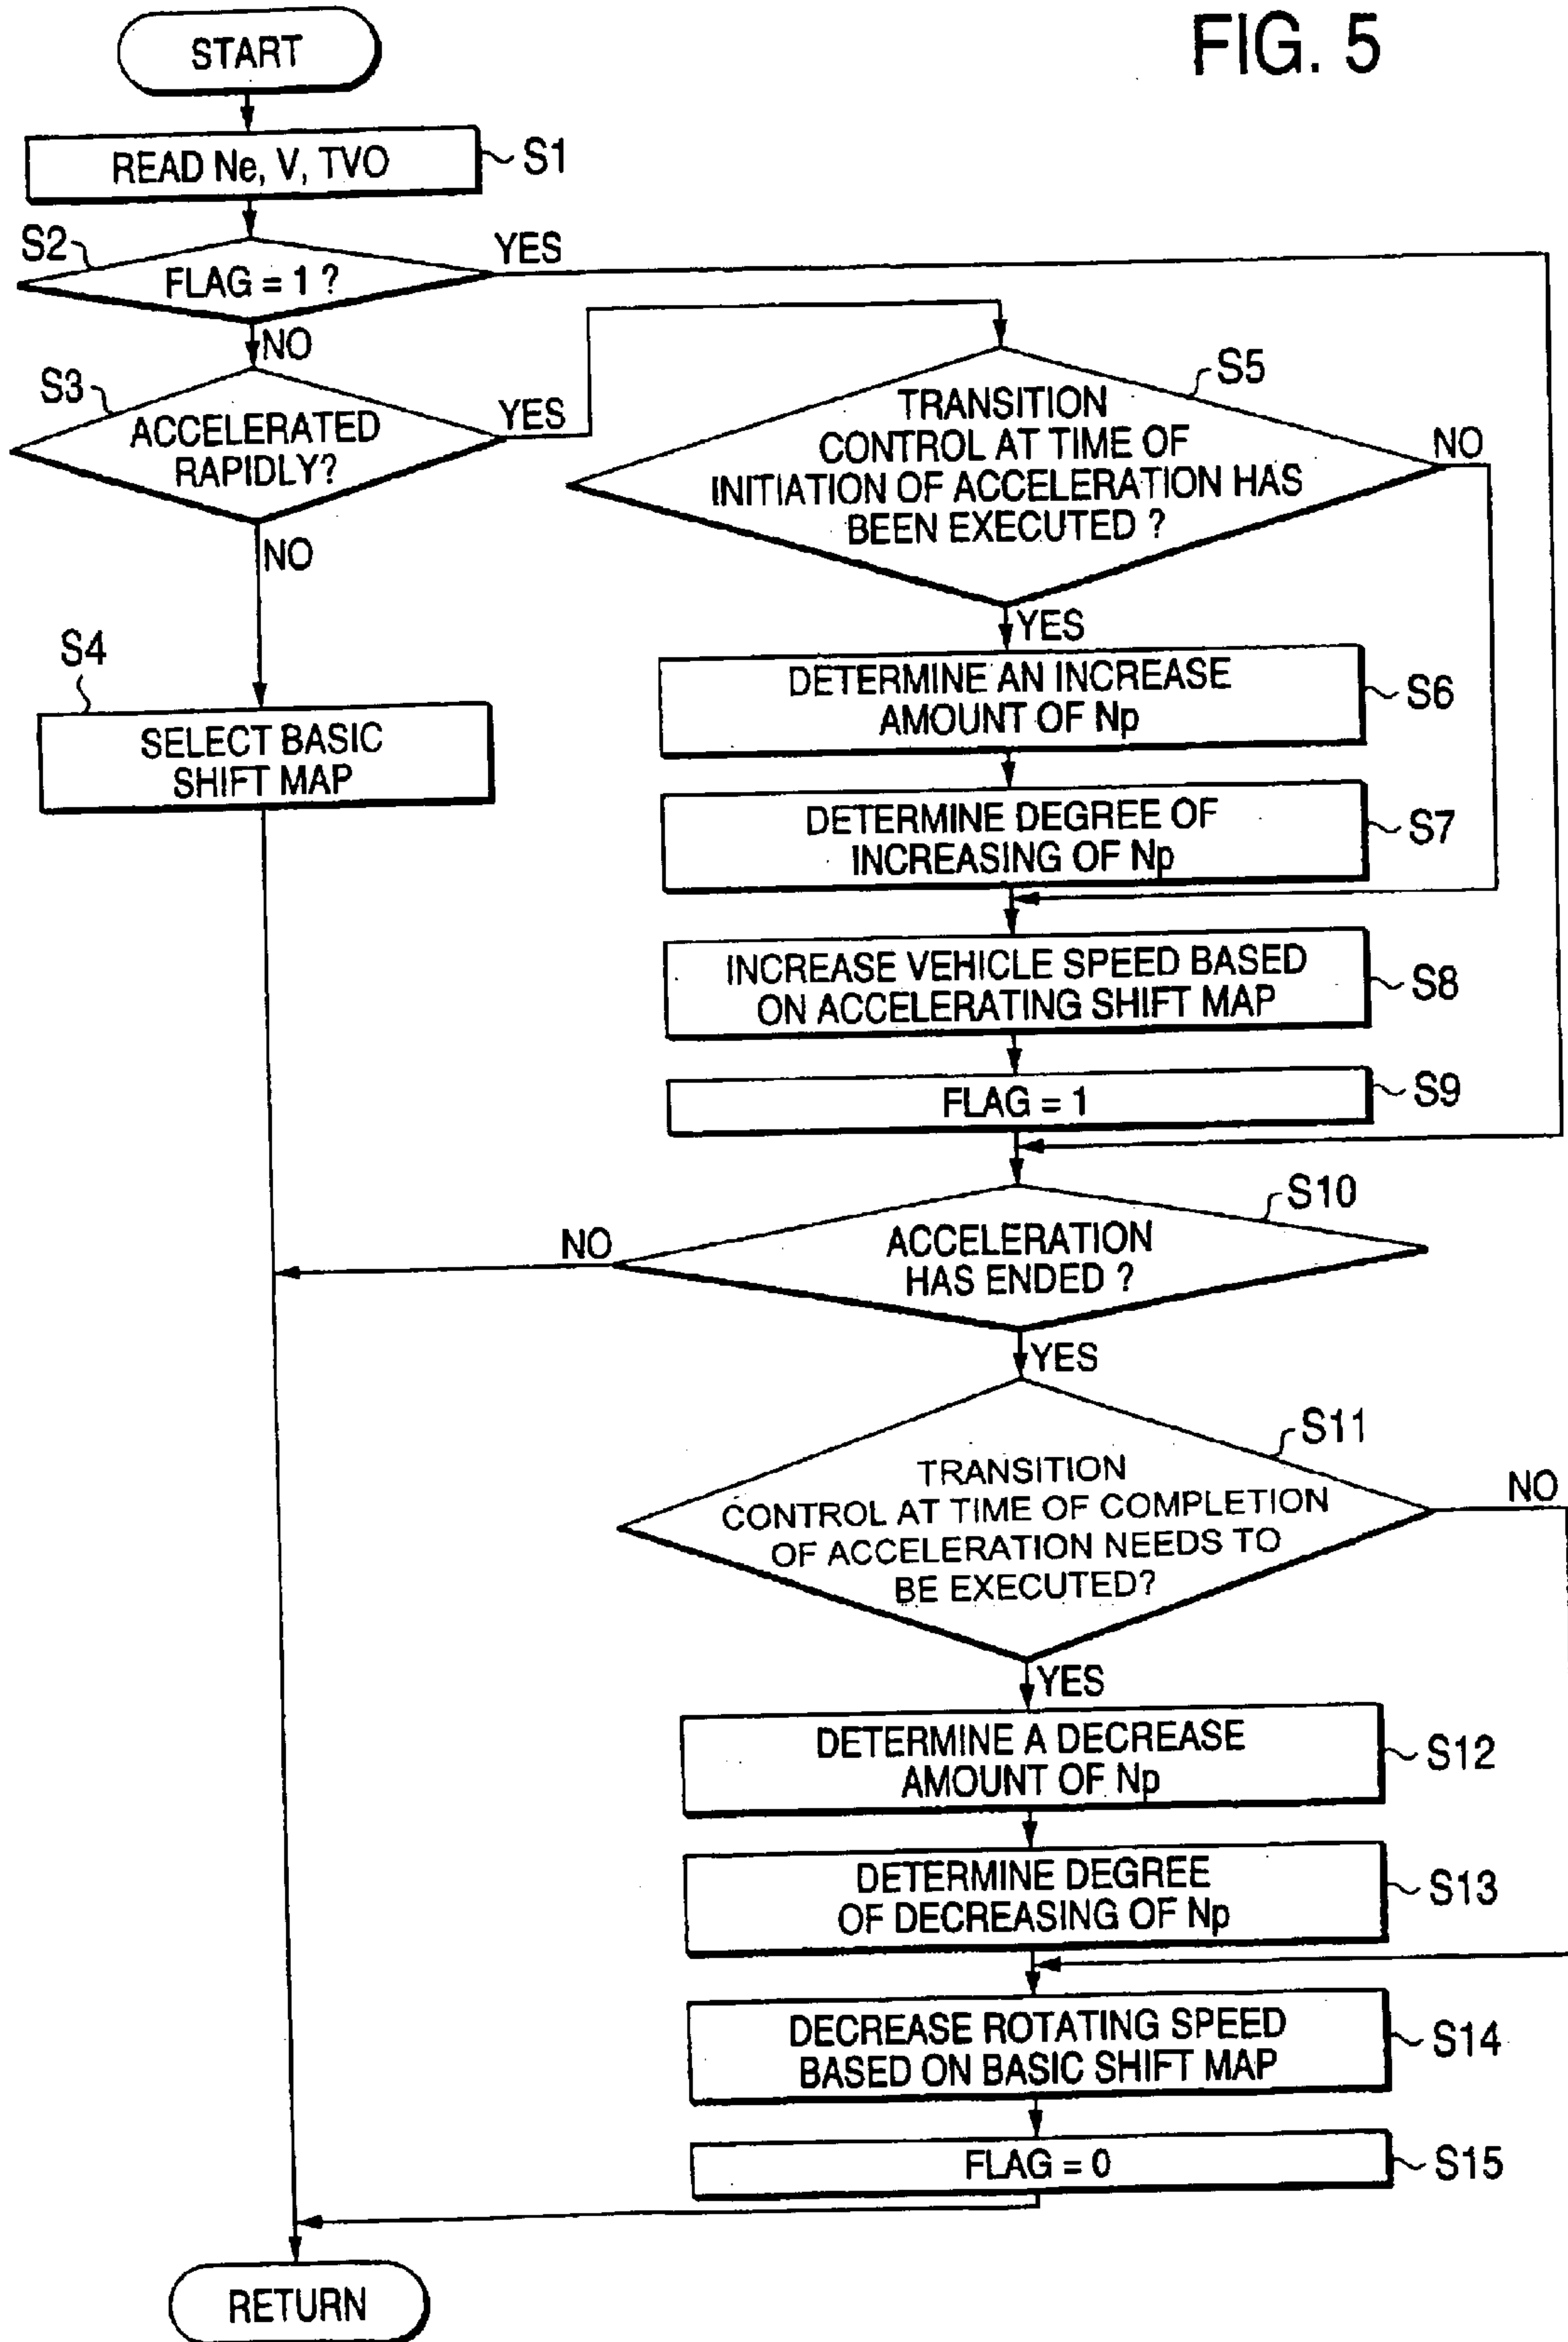 FIG. 5
START
READ Ne, V, TVO
S1
S2
FLAG = 1 ?
YES
NO
S3
ACCELERATED
RAPIDLY?
YES
NO
S4
SELECT BASIC
SHIFT MAP
S5
TRANSITION
CONTROL AT TIME OF
INITIATION OF ACCELERATION HAS
BEEN EXECUTED ?
NO
YES
DETERMINE AN INCREASE
AMOUNT OF Np
S6
DETERMINE DEGREE OF
INCREASING OF Np
S7
INCREASE VEHICLE SPEED BASED
ON ACCELERATING SHIFT MAP
S8
FLAG = 1
S9
S10
ACCELERATION
HAS ENDED ?
NO
YES
S11
TRANSITION
CONTROL AT TIME OF COMPLETION
OF ACCELERATION NEEDS TO
BE EXECUTED?
NO
YES
DETERMINE A DECREASE
AMOUNT OF Np
S12
DETERMINE DEGREE
OF DECREASING OF Np
S13
DECREASE ROTATING SPEED
BASED ON BASIC SHIFT MAP
S14
FLAG = 0
S15
RETURN